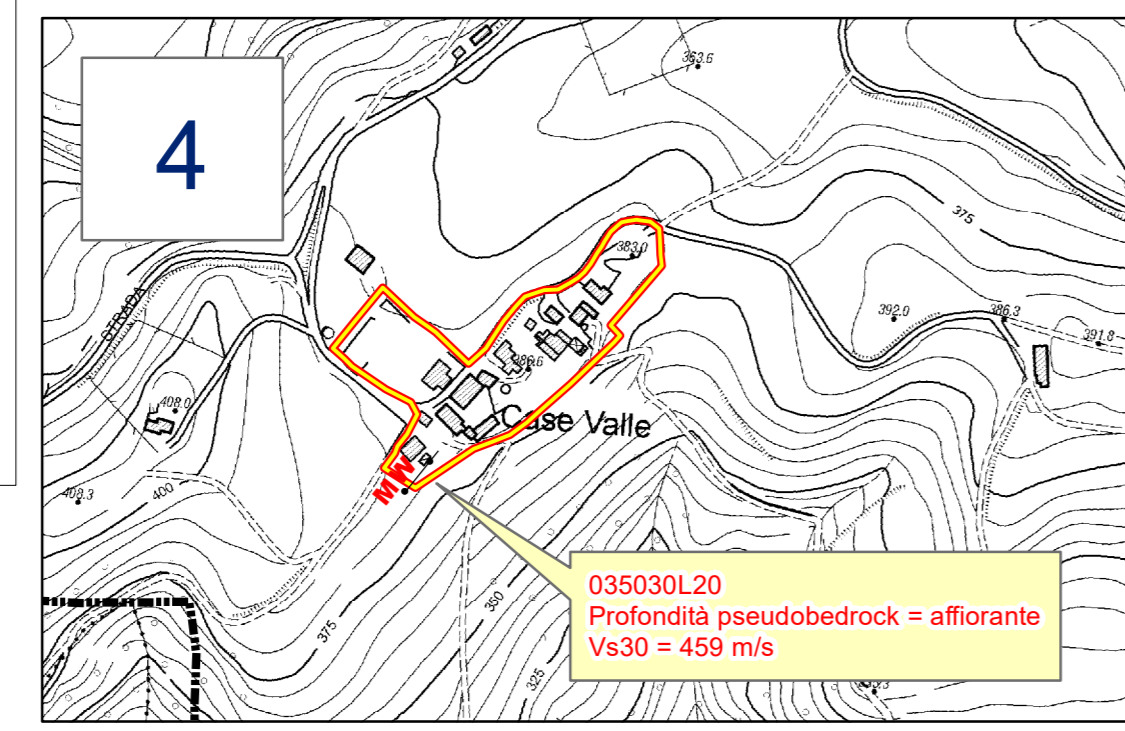 4
363.6
375
383.0
STRADA
392.0
386.3
391.8
386.6
408.0
Case Valle
MW
408.3
400
035030L20
Profondità pseudobedrock = affiorante
Vs30 = 459 m/s
350
375
325